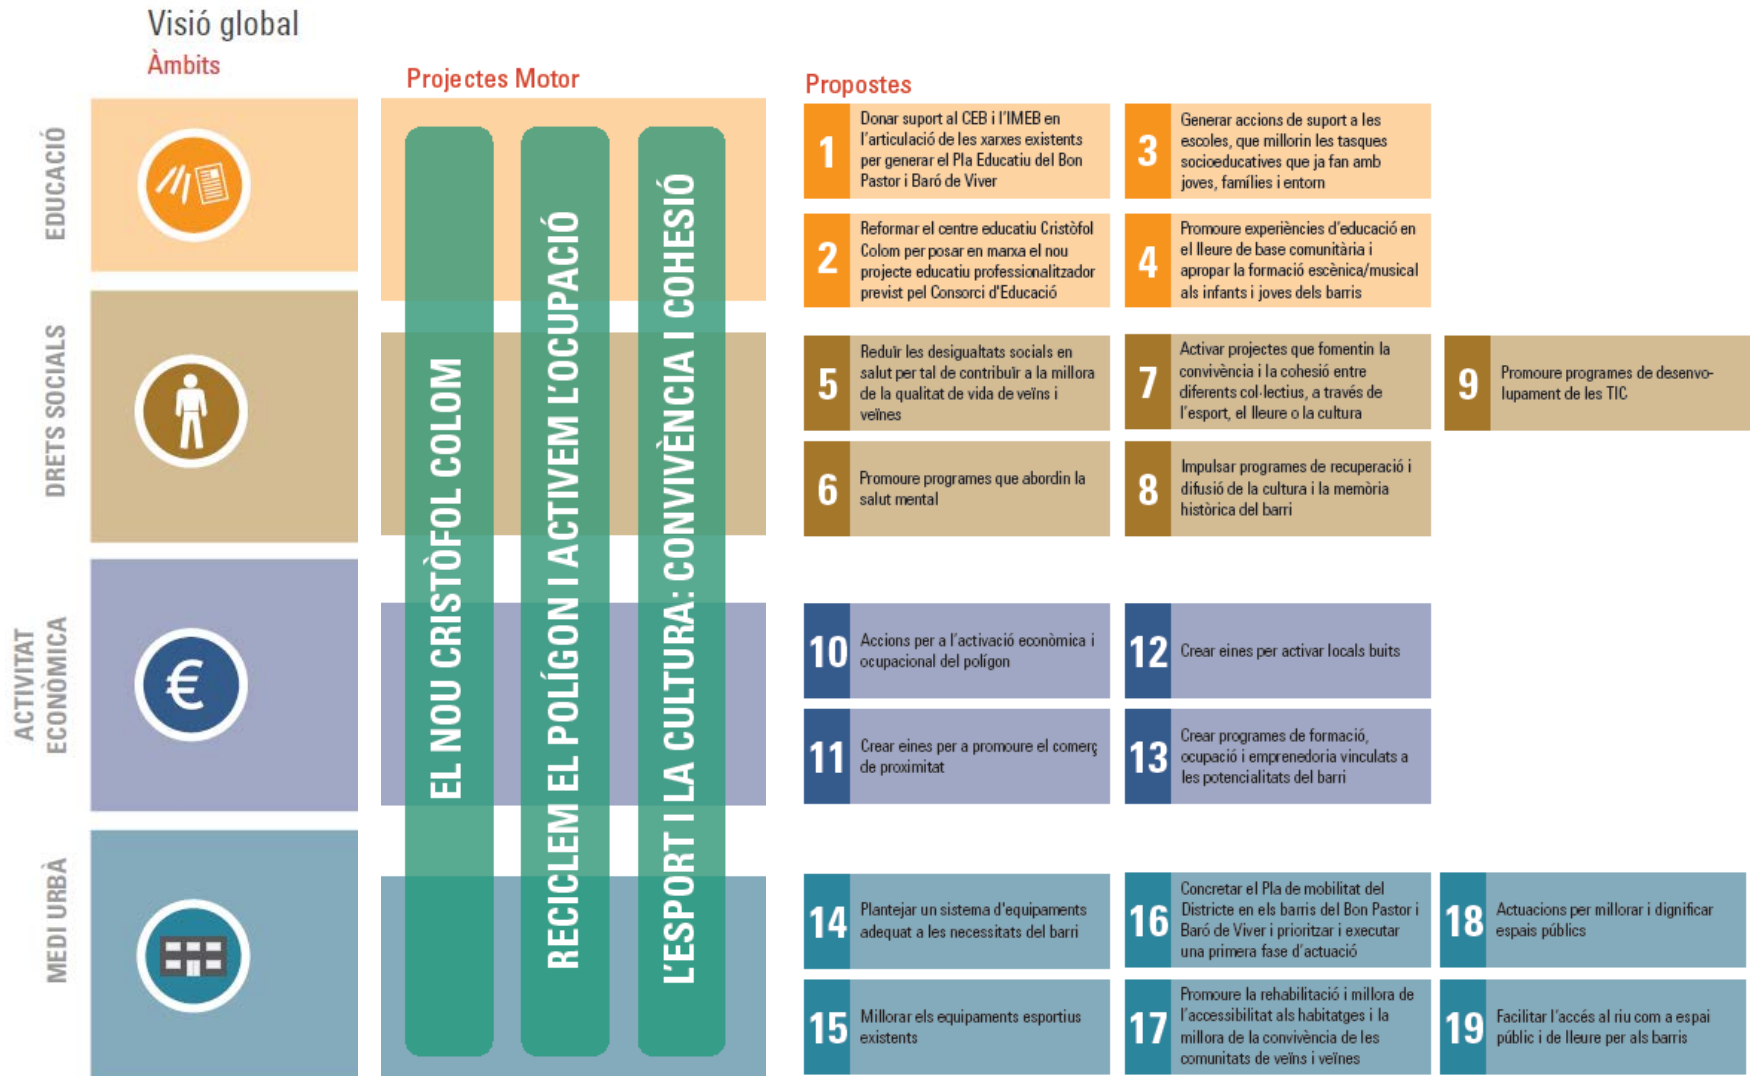 Visió global
Àmbits
Projectes Motor
Propostes
EDUCACIÓ
DRETS SOCIALS
ACTIVITAT
ECONÒMICA
MEDI URBÀ
€
EL NOU CRISTÒFOL COLOM
RECICLEM EL POLÍGON I ACTIVEM L'OCUPACIÓ
L'ESPORT I LA CULTURA: CONVIVÈNCIA I COHESIÓ
1
Donar suport al CEB i l'IMEB en
l'articulació de les xarxes existents
per generar el Pla Educatiu del Bon
Pastor i Baró de Viver
2
Reformar el centre educatiu Cristòfol
Colom per posar en marxa el nou
projecte educatiu professionalitzador
previst pel Consorci d'Educació
3
Generar accions de suport a les
escoles, que millorin les tasques
socioeducatives que ja fan amb
joves, famílies i entorn
4
Promoure experiències d'educació en
el lleure de base comunitària i
apropar la formació escènica/musical
als infants i joves dels barris
5
Reduïr les desigualtats socials en
salut per tal de contribuïr a la millora
de la qualitat de vida de veïns i
veïnes
6
Promoure programes que abordin la
salut mental
7
Activar projectes que fomentin la
convivència i la cohesió entre
diferents col·lectius, a través de
l'esport, el lleure o la cultura
8
Impulsar programes de recuperació i
difusió de la cultura i la memòria
històrica del barri
9
Promoure programes de desenvo-
lupament de les TIC
10
Accions per a l'activació econòmica i
ocupacional del polígon
11
Crear eines per a promoure el comerç
de proximitat
12
Crear eines per activar locals buits
13
Crear programes de formació,
ocupació i emprenedoria vinculats a
les potencialitats del barri
14
Plantejar un sistema d'equipaments
adequat a les necessitats del barri
15
Millorar els equipaments esportius
existents
16
Concretar el Pla de mobilitat del
Districte en els barris del Bon Pastor i
Baró de Viver i prioritzar i executar
una primera fase d'actuació
17
Promoure la rehabilitació i millora de
l'accessibilitat als habitatges i la
millora de la convivència de les
comunitats de veïns i veïnes
18
Actuacions per millorar i dignificar
espais públics
19
Facilitar l'accés al riu com a espai
públic i de lleure per als barris